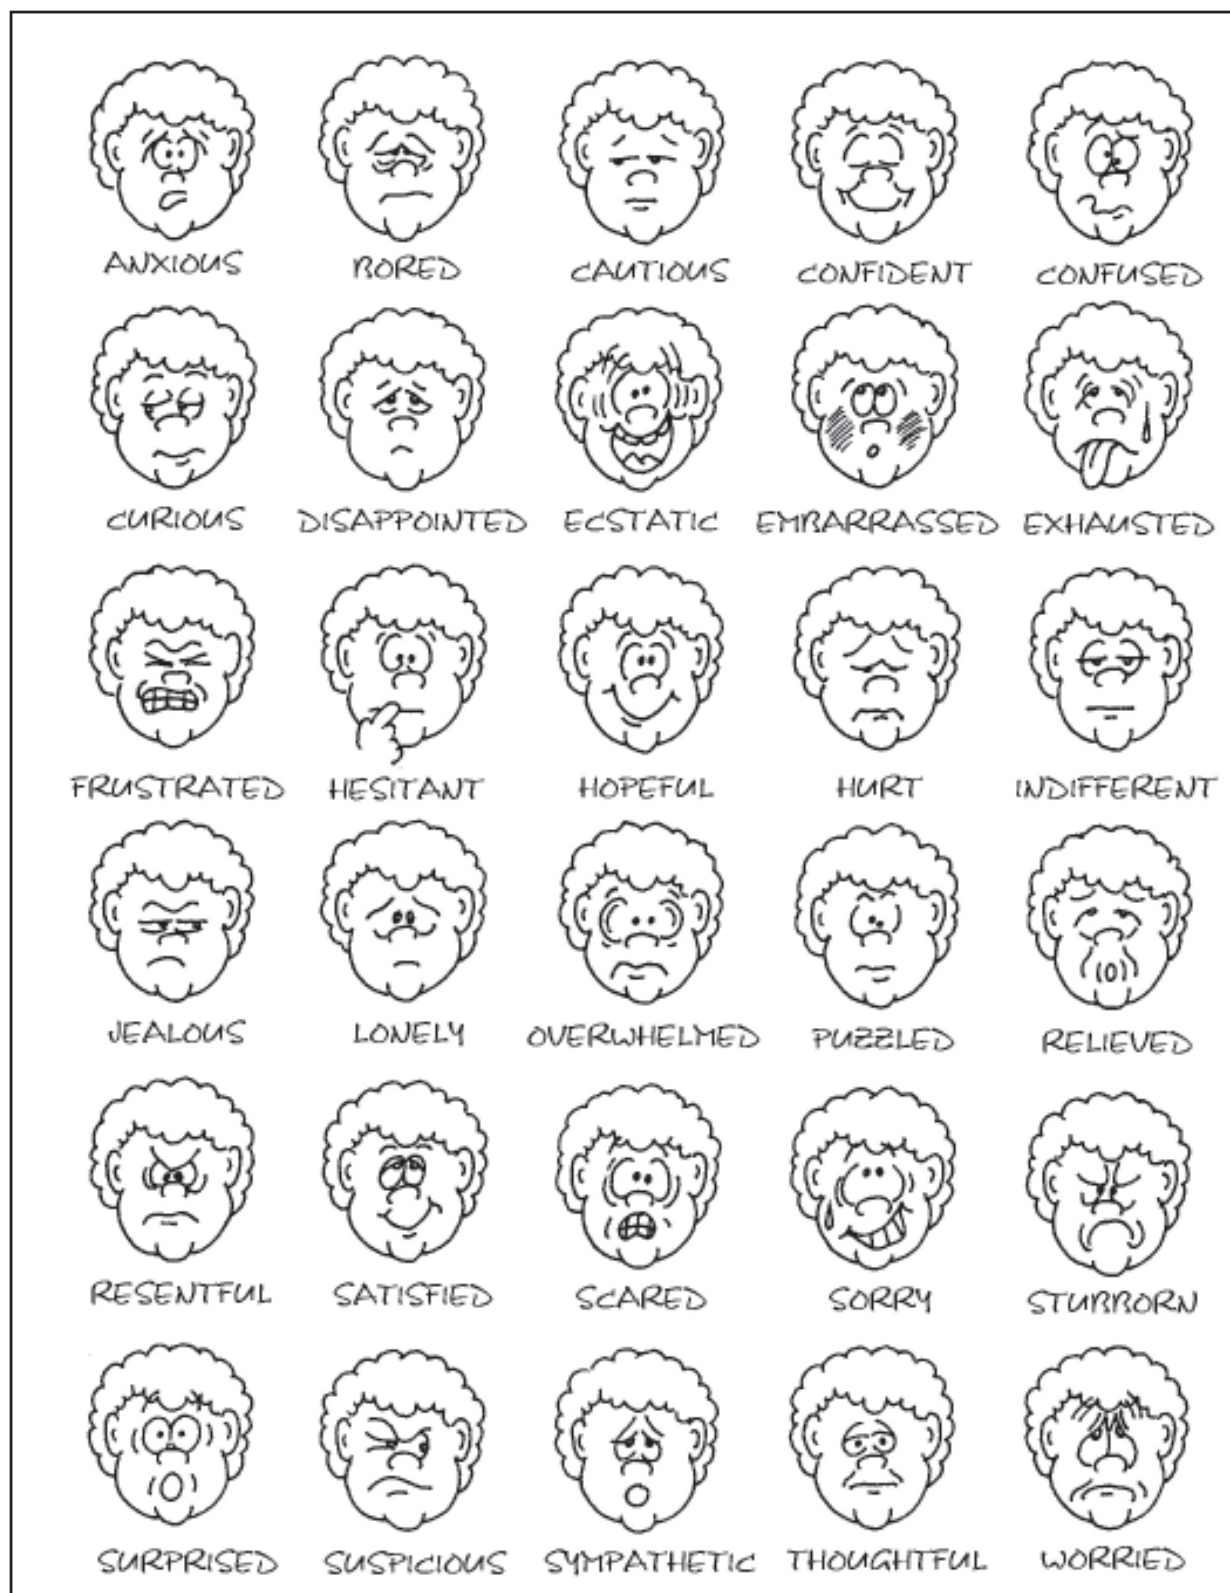 ANXIOUS BORED CAUTIOUS CONFIDENT CONFUSED
CURIOUS DISAPPOINTED ECSTATIC EMBARRASSED EXHAUSTED
FRUSTRATED HESITANT HOPEFUL HURT INDIFFERENT
JEALOUS LONELY OVERWHELMED PUZZLED RELIEVED
RESENTFUL SATISFIED SCARED SORRY STUBBORN
SURPRISED SUSPICIOUS SYMPATHETIC THOUGHTFUL WORRIED